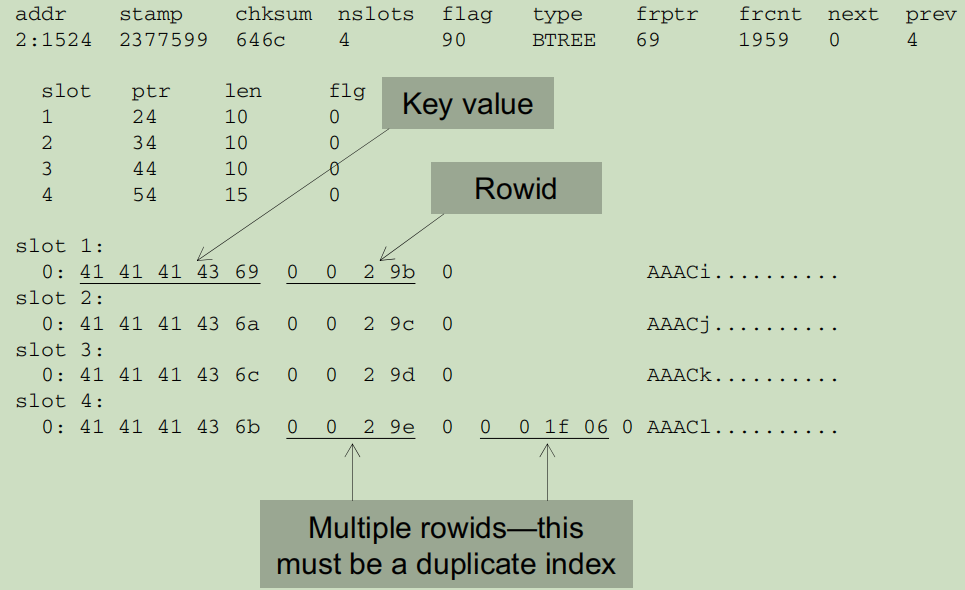 addr stamp chksum nslots flag type frptr frcnt next prev
2:1524 2377599 646c 4 90 BTREE 69 1959 0 4
slot ptr len flg
1 24 10 0
2 34 10 0
3 44 10 0
4 54 15 0
Key value
Rowid
slot 1:
0: 41 41 41 43 69 0 0 2 9b 0 AAACi..........
slot 2:
0: 41 41 41 43 6a 0 0 2 9c 0 AAACj..........
slot 3:
0: 41 41 41 43 6c 0 0 2 9d 0 AAACk..........
slot 4:
0: 41 41 41 43 6b 0 0 2 9e 0 0 0 1f 06 0 AAACl..........
Multiple rowids—this
must be a duplicate index